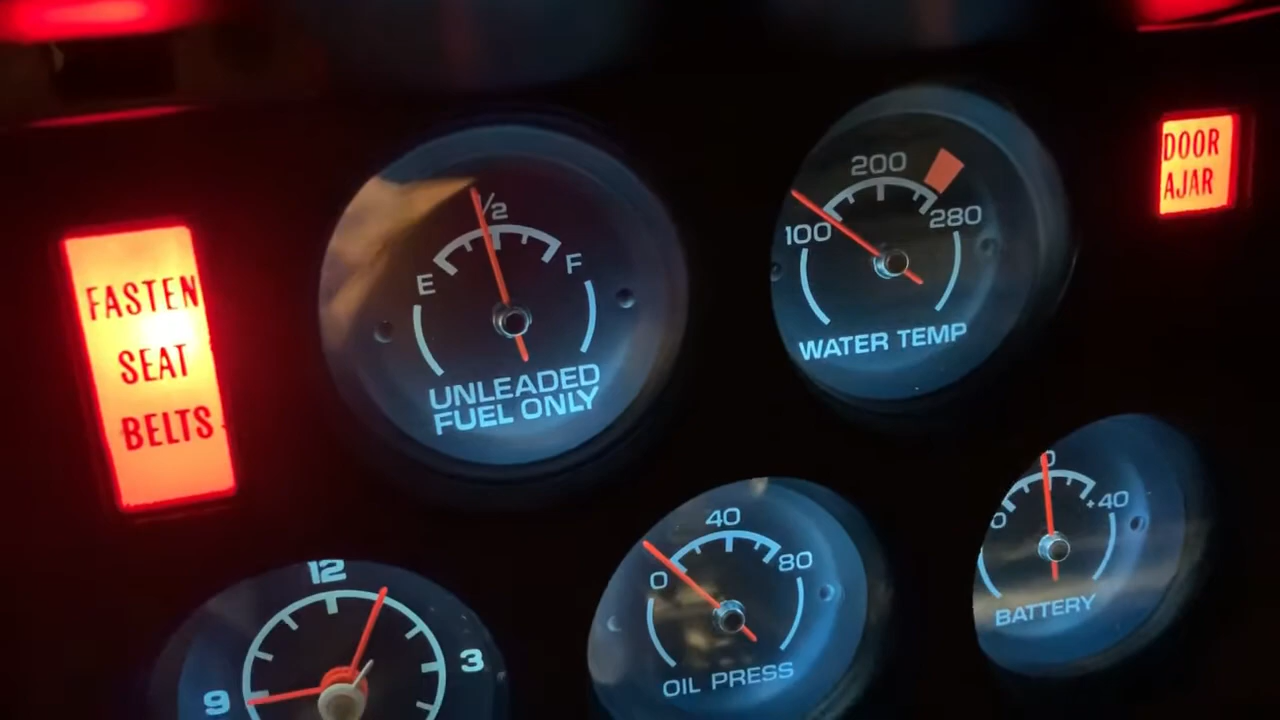 FASTEN
SEAT
BELTS
E
1/2
F
UNLEADED
FUEL ONLY
100
200
280
WATER TEMP
DOOR
AJAR
9
12
3
0
40
80
OIL PRESS
0
0
+40
BATTERY